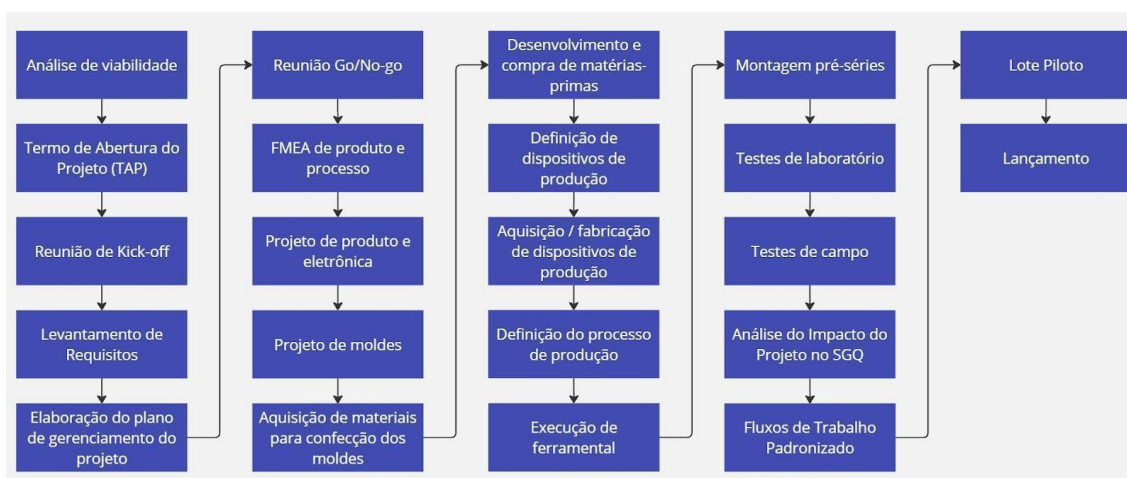 Análise de viabilidade
Termo de Abertura do
Projeto (TAP)
Reunião de Kick-off
Levantamento de
Requisitos
Elaboração do plano
de gerenciamento do
projeto
Reunião Go/No-go
FMEA de produto e
processo
Projeto de produto e
eletrônica
Projeto de moldes
Aquisição de materiais
para confecção dos
moldes
Desenvolvimento e
compra de matérias-
primas
Definição de
dispositivos de
produção
Aquisição / fabricação
de dispositivos de
produção
Definição do processo
de produção
Execução de
ferramental
Montagem pré-séries
Testes de laboratório
Testes de campo
Análise do Impacto do
Projeto no SGQ
Fluxos de Trabalho
Padronizado
Lote Piloto
Lançamento